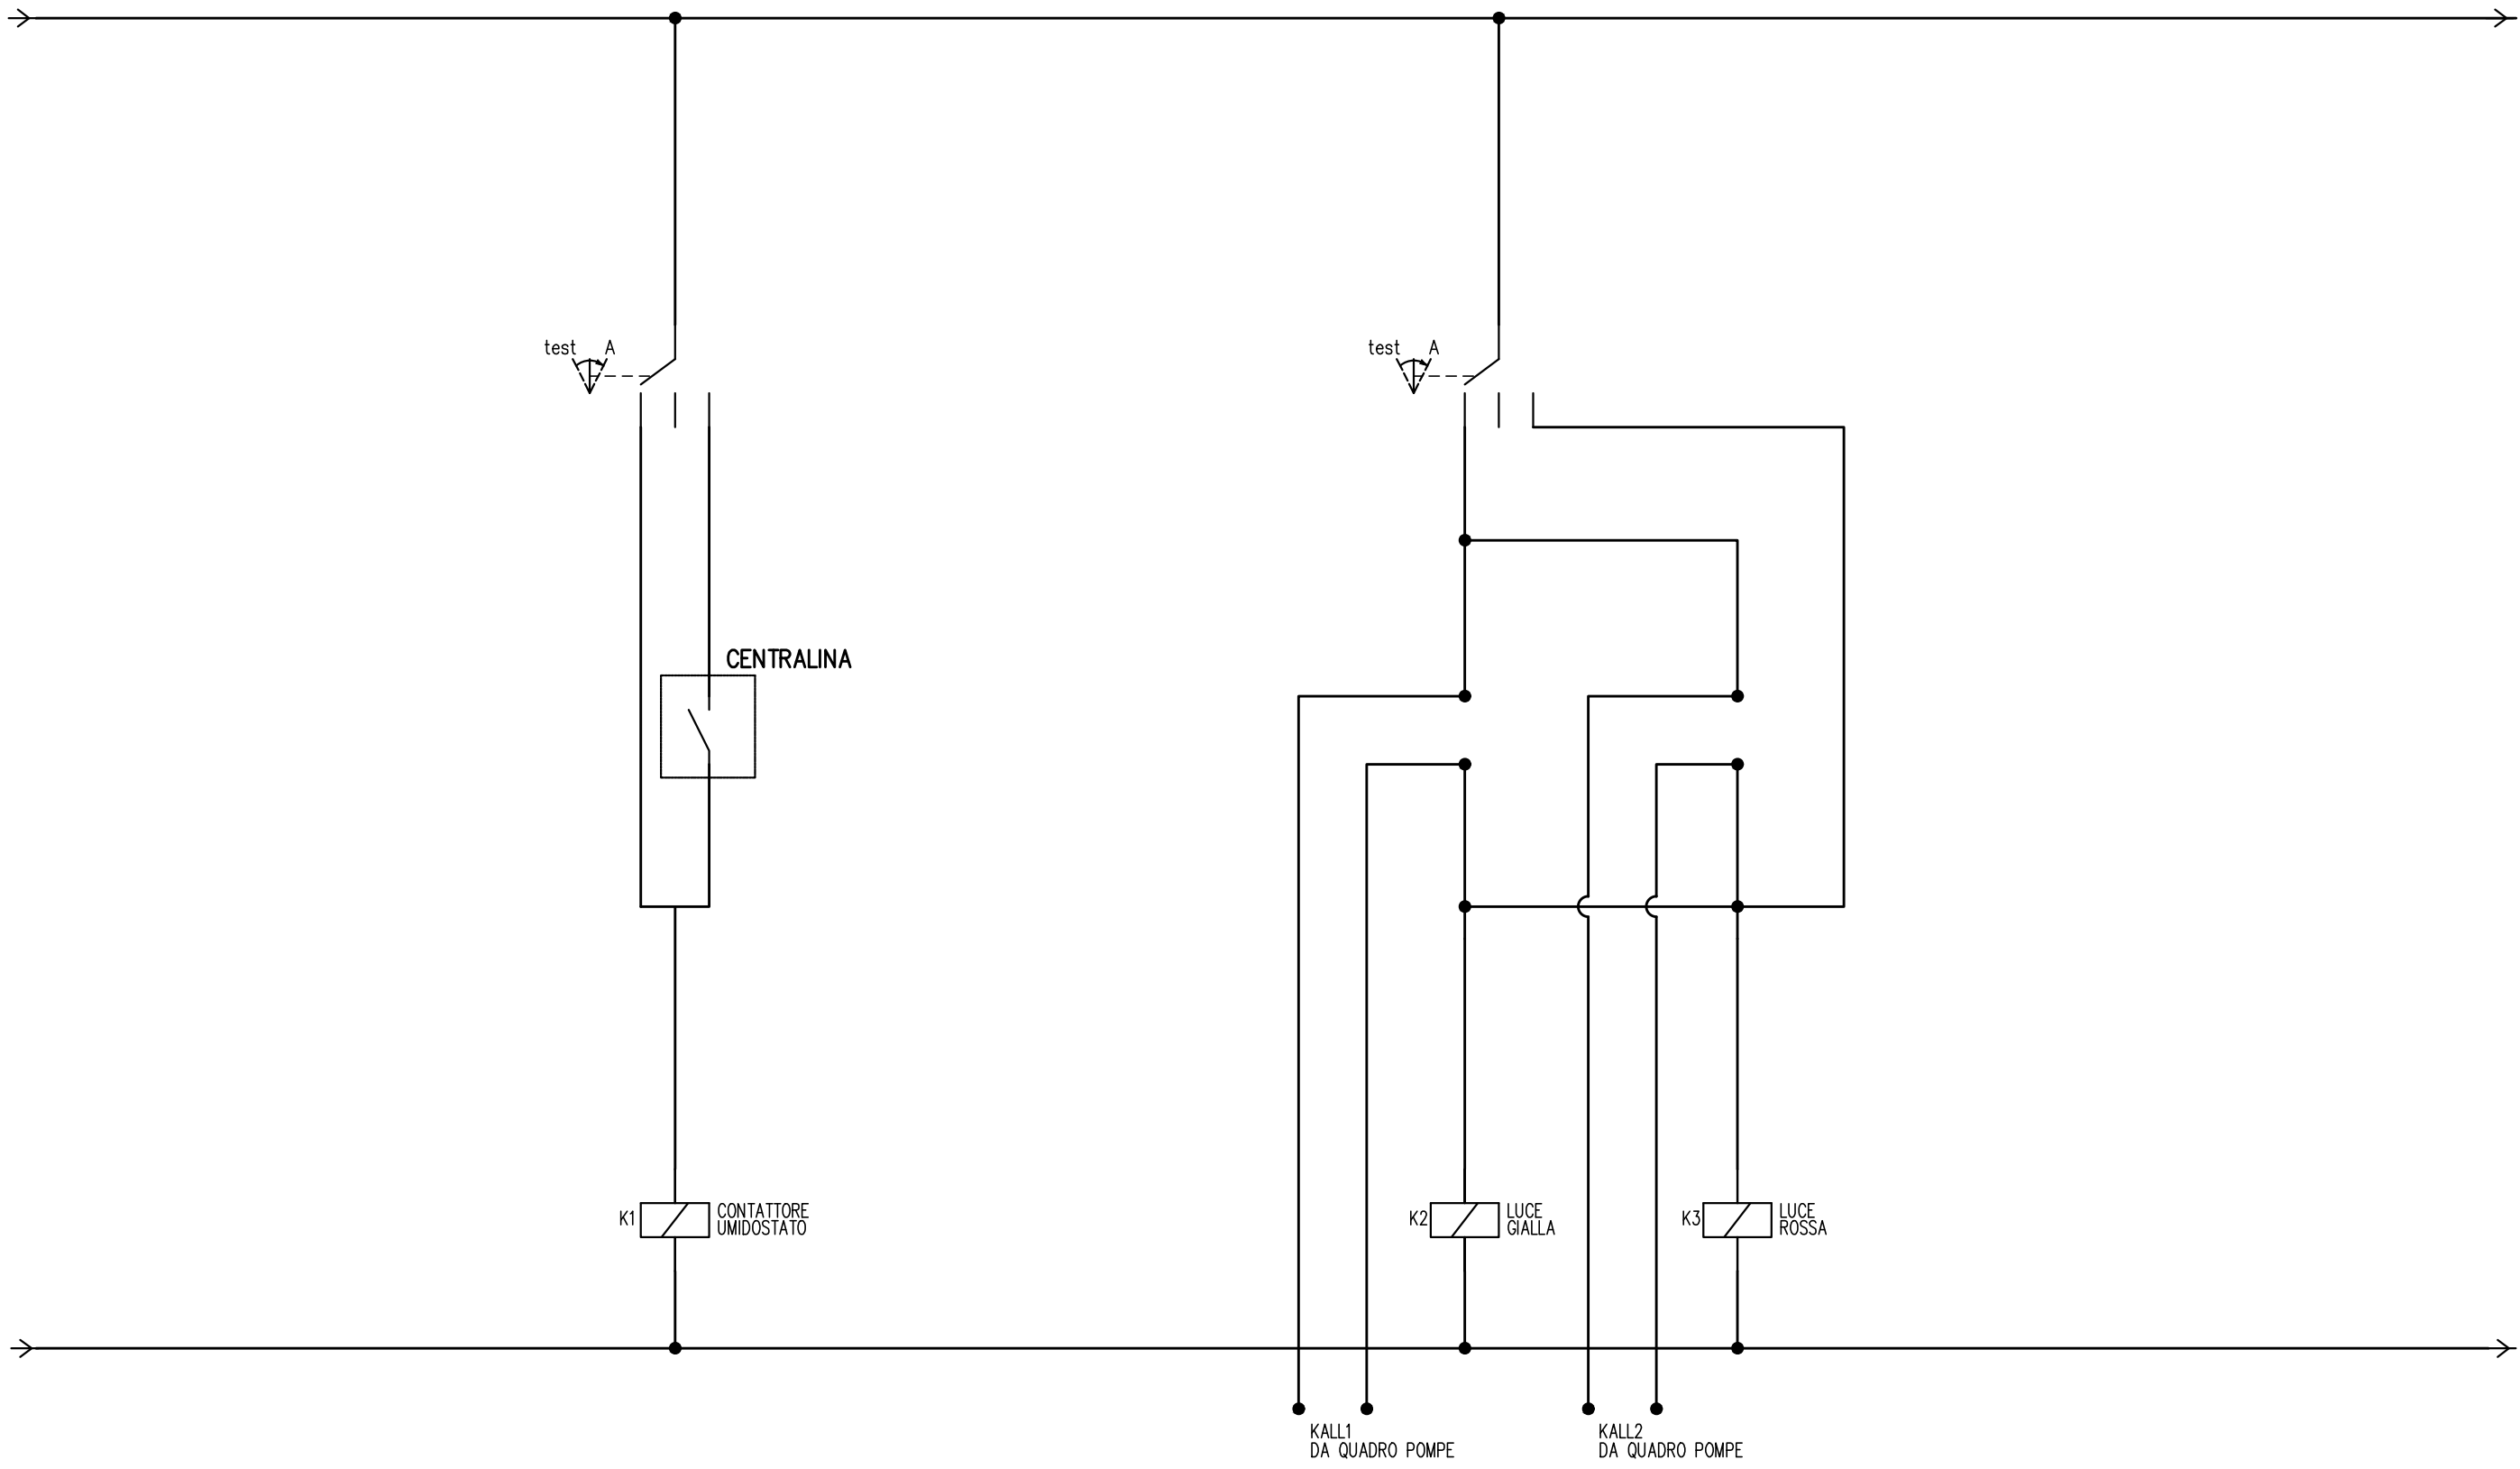 test A
test A
CENTRALINA
K1
CONTATTORE
UMIDOSTATO
K2
LUCE
GIALLA
K3
LUCE
ROSSA
KALL1
DA QUADRO POMPE
KALL2
DA QUADRO POMPE